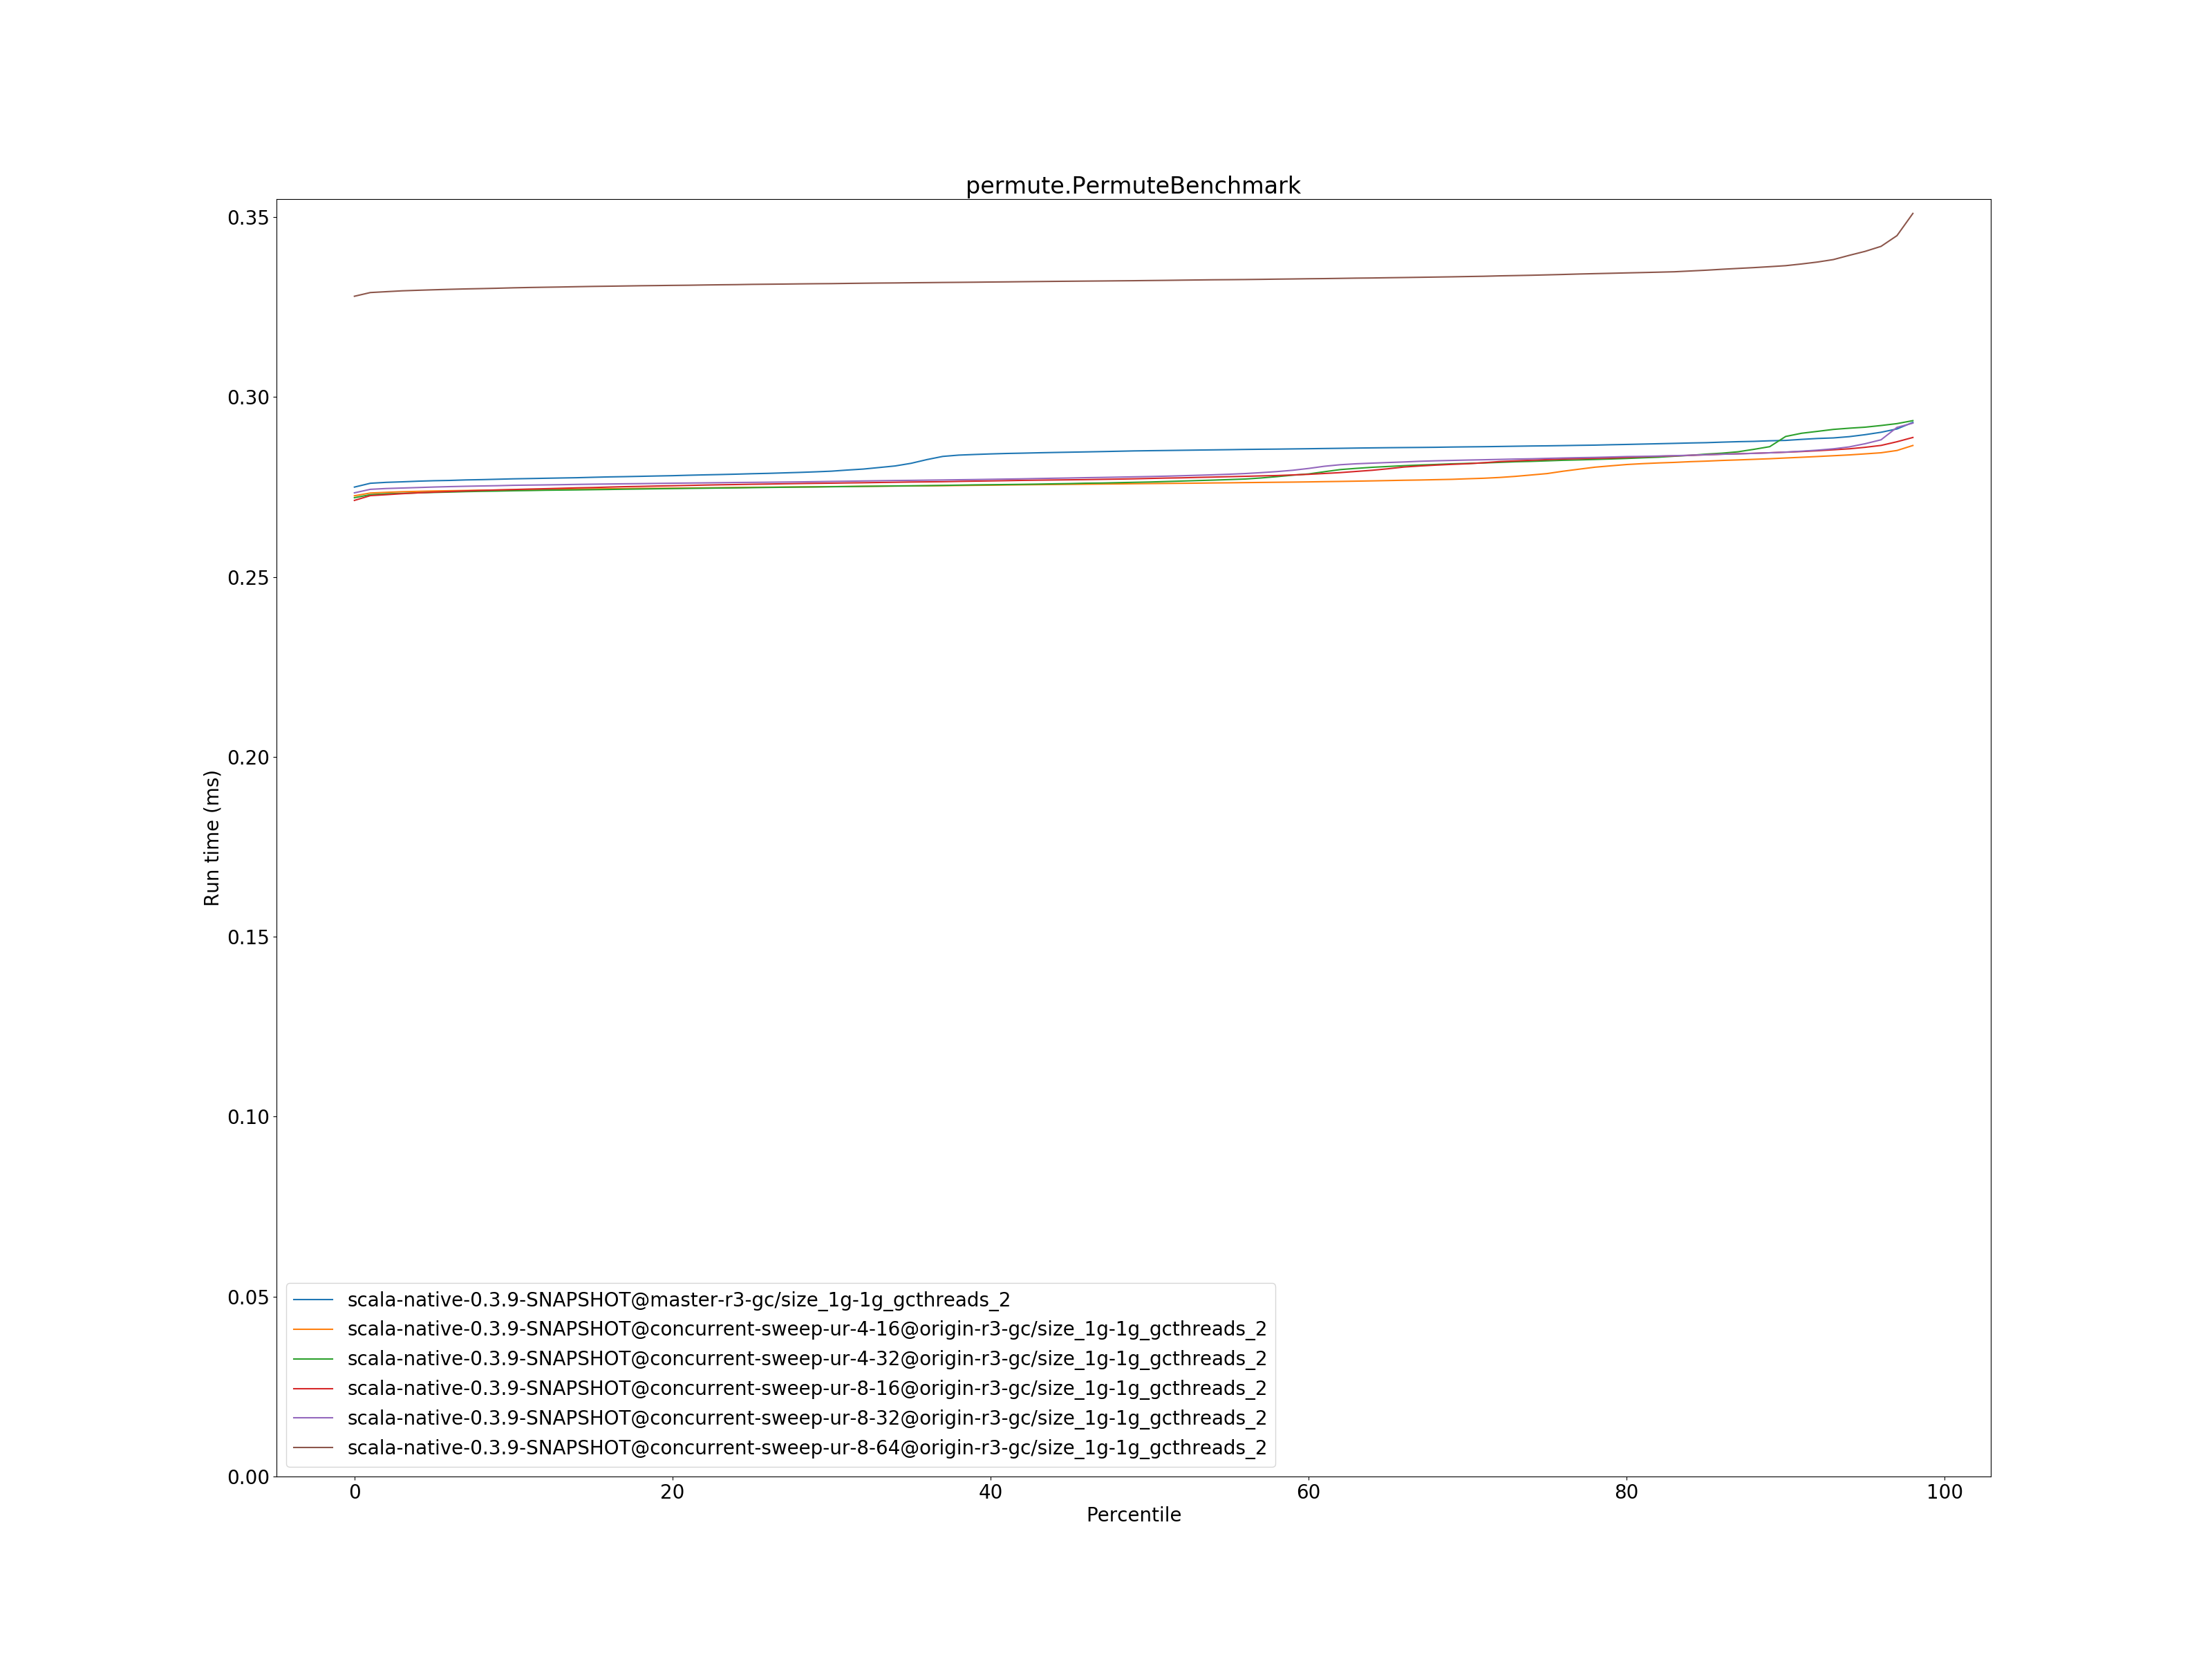 permute.PermuteBenchmark
0.35
0.30
0.25
0.20
0.15
0.10
0.05
0.00
Run time (ms)
scala-native-0.3.9-SNAPSHOT@master-r3-gc/size_1g-1g_gcthreads_2
scala-native-0.3.9-SNAPSHOT@concurrent-sweep-ur-4-16@origin-r3-gc/size_1g-1g_gcthreads_2
scala-native-0.3.9-SNAPSHOT@concurrent-sweep-ur-4-32@origin-r3-gc/size_1g-1g_gcthreads_2
scala-native-0.3.9-SNAPSHOT@concurrent-sweep-ur-8-16@origin-r3-gc/size_1g-1g_gcthreads_2
scala-native-0.3.9-SNAPSHOT@concurrent-sweep-ur-8-32@origin-r3-gc/size_1g-1g_gcthreads_2
scala-native-0.3.9-SNAPSHOT@concurrent-sweep-ur-8-64@origin-r3-gc/size_1g-1g_gcthreads_2
0 20 40 60 80 100
Percentile